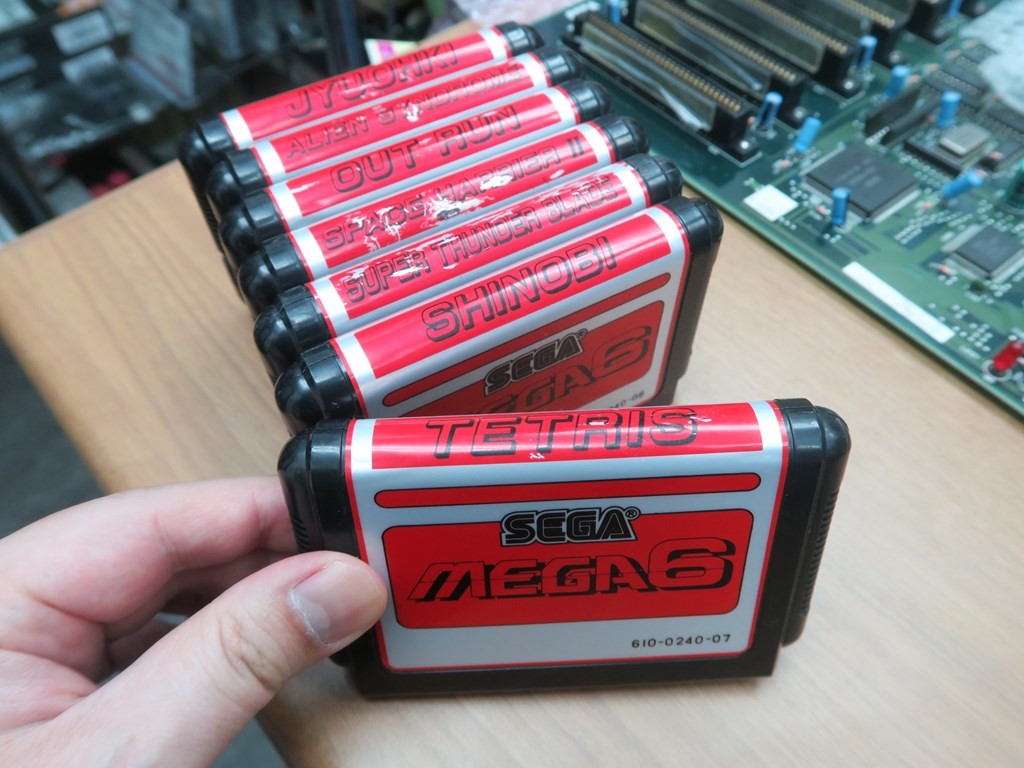 JYUOHKI
ALIEN SYNDROME
OUT RUN
SPACE HARRIER II
SUPER THUNDER BLADE
SHINOBI
SEGA®
MEGA6
TETRIS
SEGA®
MEGA6
610-0240-07